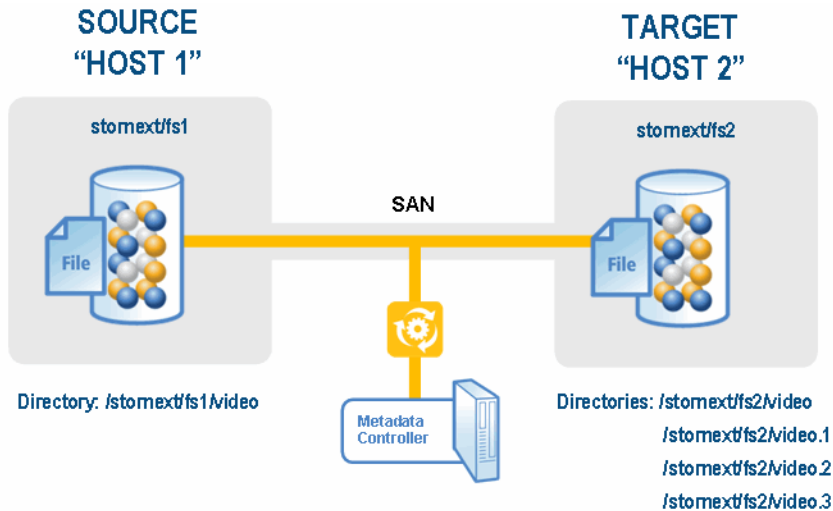 SOURCE
“HOST 1”
TARGET
“HOST 2”
stornext/fs1
stornext/fs2
SAN
File
File
Directory: /stornext/fs1/video
Metadata
Controller
Directories: /stornext/fs2/video
/stornext/fs2/video.1
/stornext/fs2/video.2
/stornext/fs2/video.3